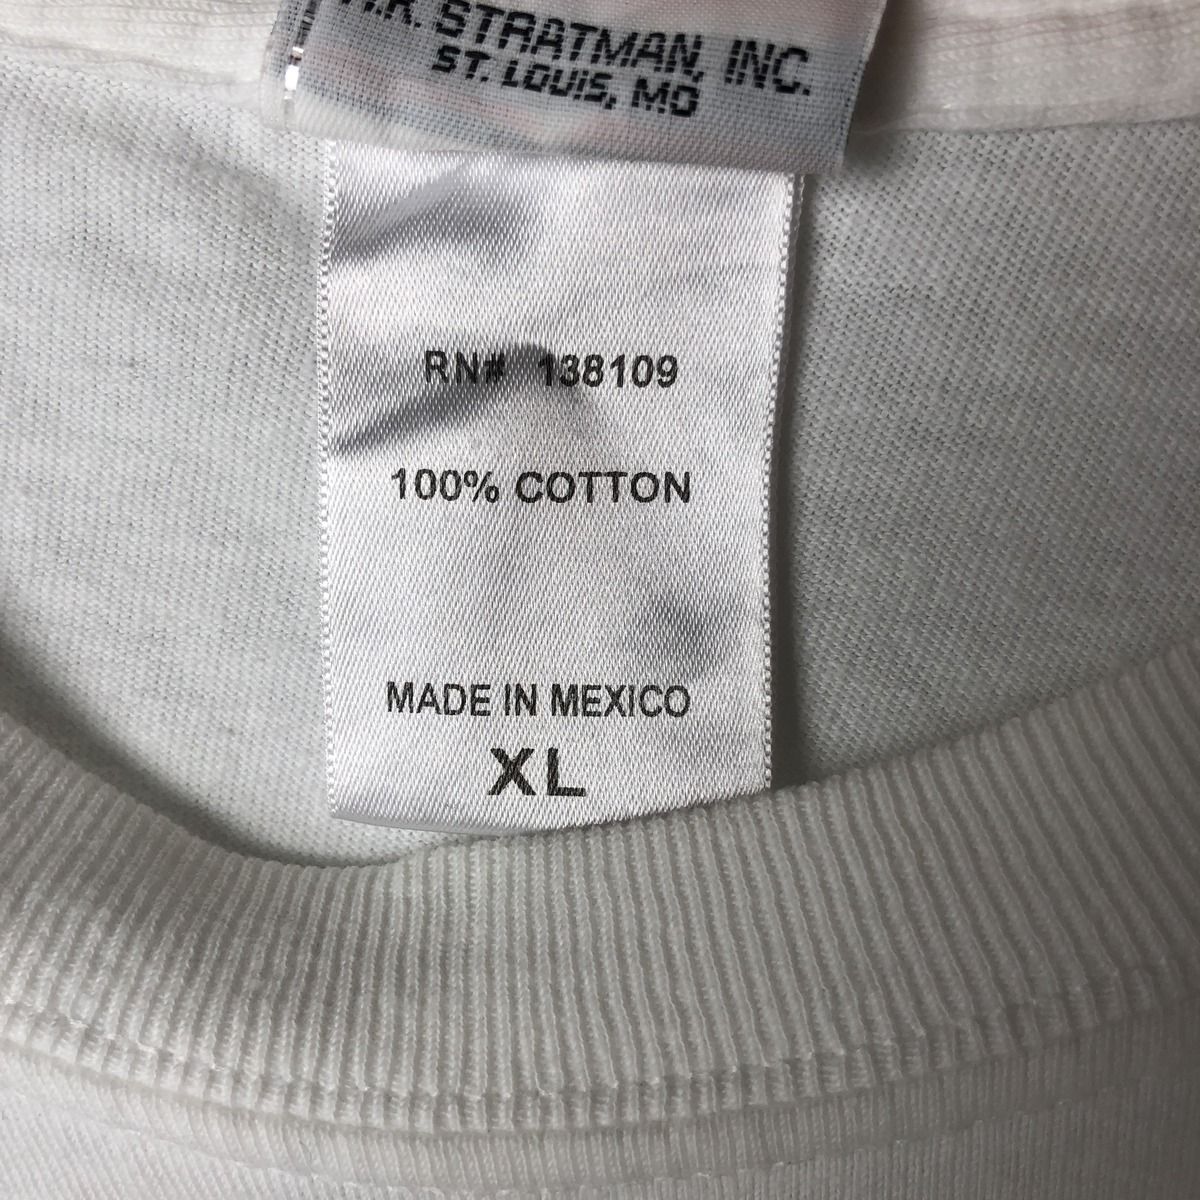 STRATMAN, INC.
ST. LOUIS, MO
RN# 138109
100% COTTON
MADE IN MEXICO
XL